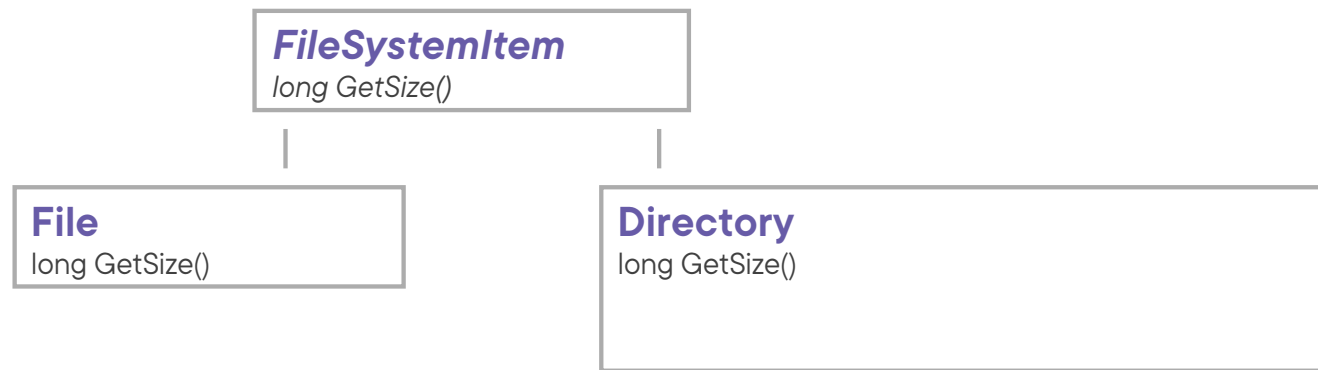 FileSystemItem
long GetSize()
File
long GetSize()
Directory
long GetSize()